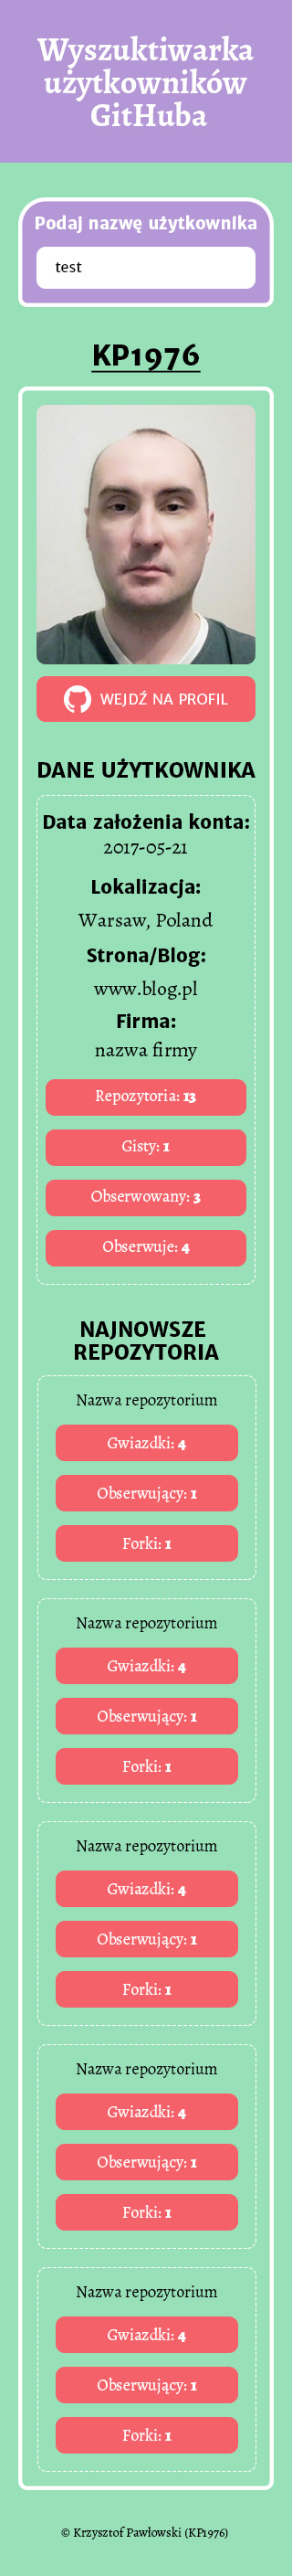 Wyszuktiwarka
użytkowników
GitHuba
Podaj nazwę użytkownika
test
KP1976
WEJDŹ NA PROFIL
DANE UŻYTKOWNIKA
Data założenia konta:
2017-05-21
Lokalizacja:
Warsaw, Poland
Strona/Blog:
www.blog.pl
Firma:
nazwa firmy
Repozytoria: 13
Gisty: 1
Obserwowany: 3
Obserwuje: 4
NAJNOWSZE
REPOZYTORIA
Nazwa repozytorium
Gwiazdki: 4
Obserwujący: 1
Forki: 1
Nazwa repozytorium
Gwiazdki: 4
Obserwujący: 1
Forki: 1
Nazwa repozytorium
Gwiazdki: 4
Obserwujący: 1
Forki: 1
Nazwa repozytorium
Gwiazdki: 4
Obserwujący: 1
Forki: 1
Nazwa repozytorium
Gwiazdki: 4
Obserwujący: 1
Forki: 1
© Krzysztof Pawłowski (KP1976)